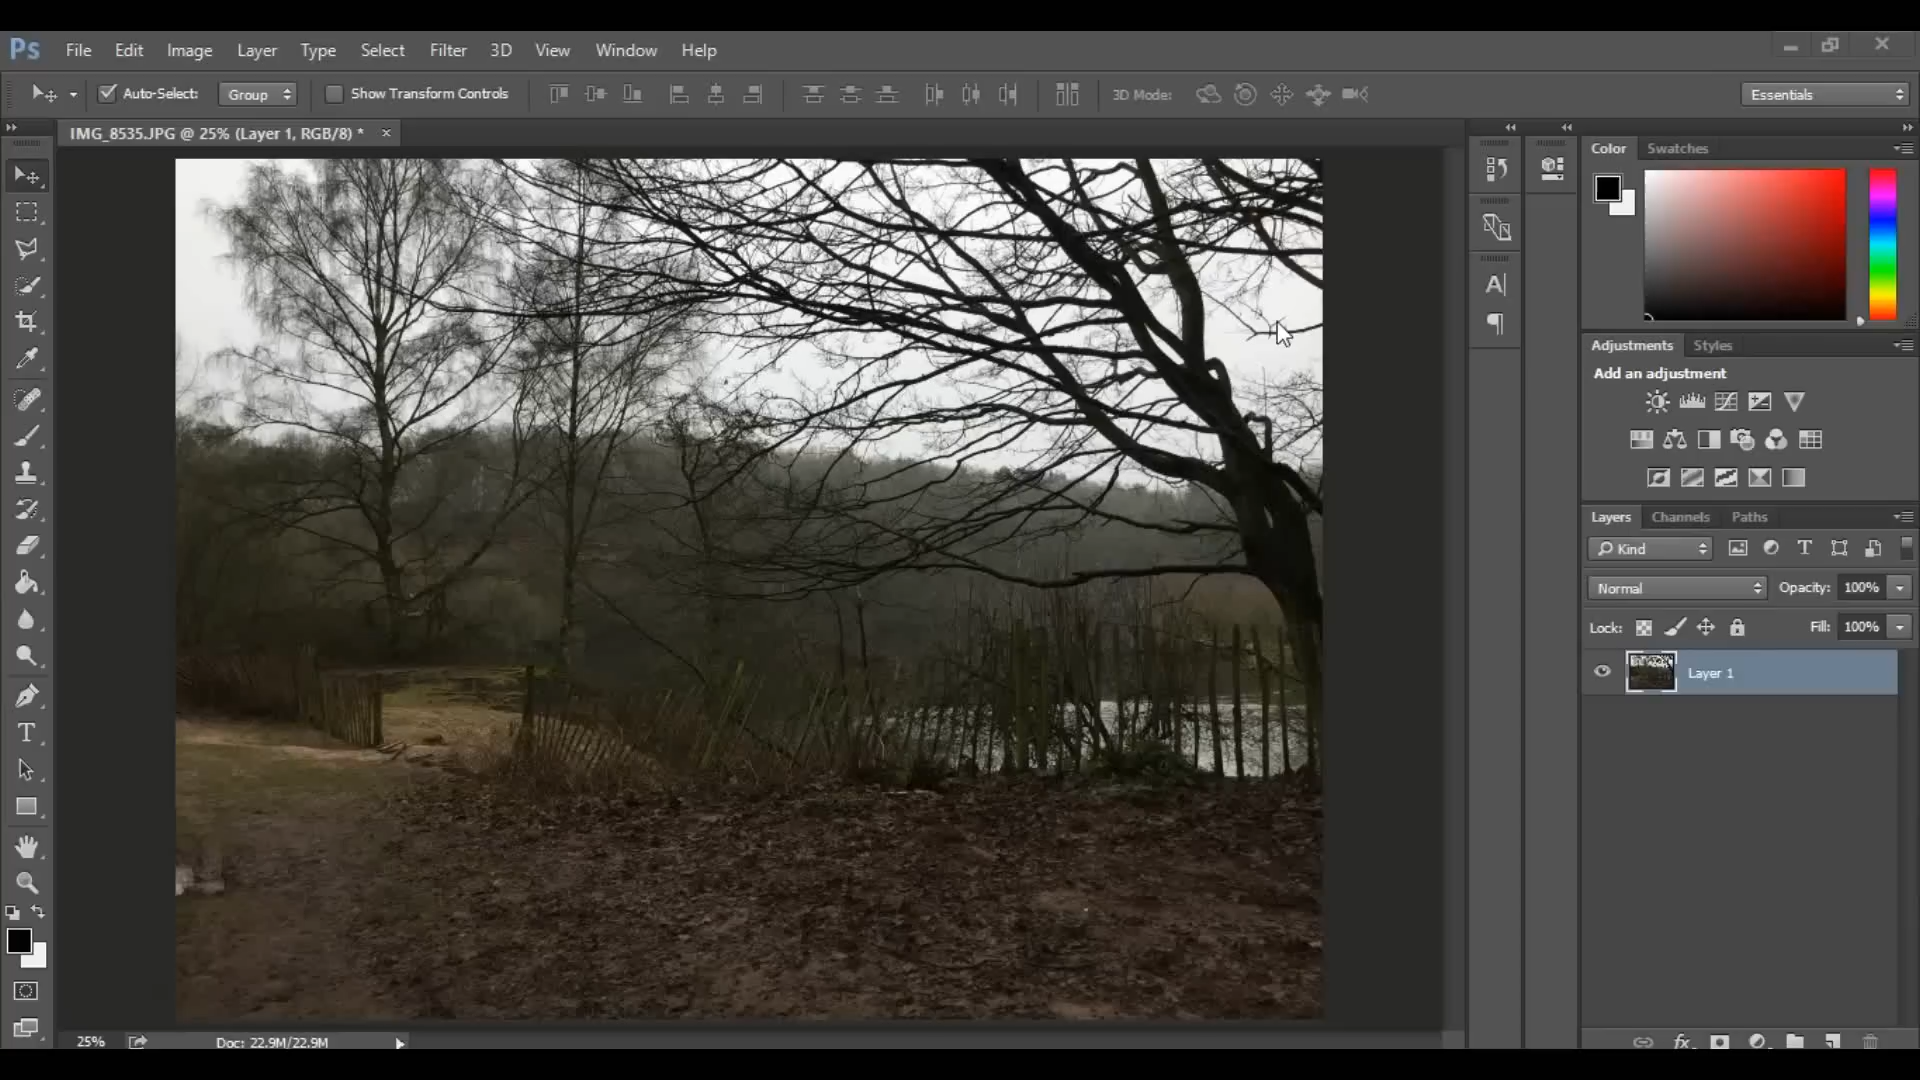 Ps File Edit Image Layer Type Select Filter 3D View Window Help
Auto-Select: Group Show Transform Controls 3D Mode: Essentials
IMG_8535.JPG @ 25% (Layer 1, RGB/8) *
Color Swatches
Adjustments Styles
Add an adjustment
Layers Channels Paths
Kind
Normal Opacity: 100%
Lock: Fill: 100%
Layer 1
25% Doc: 22.9M/22.9M